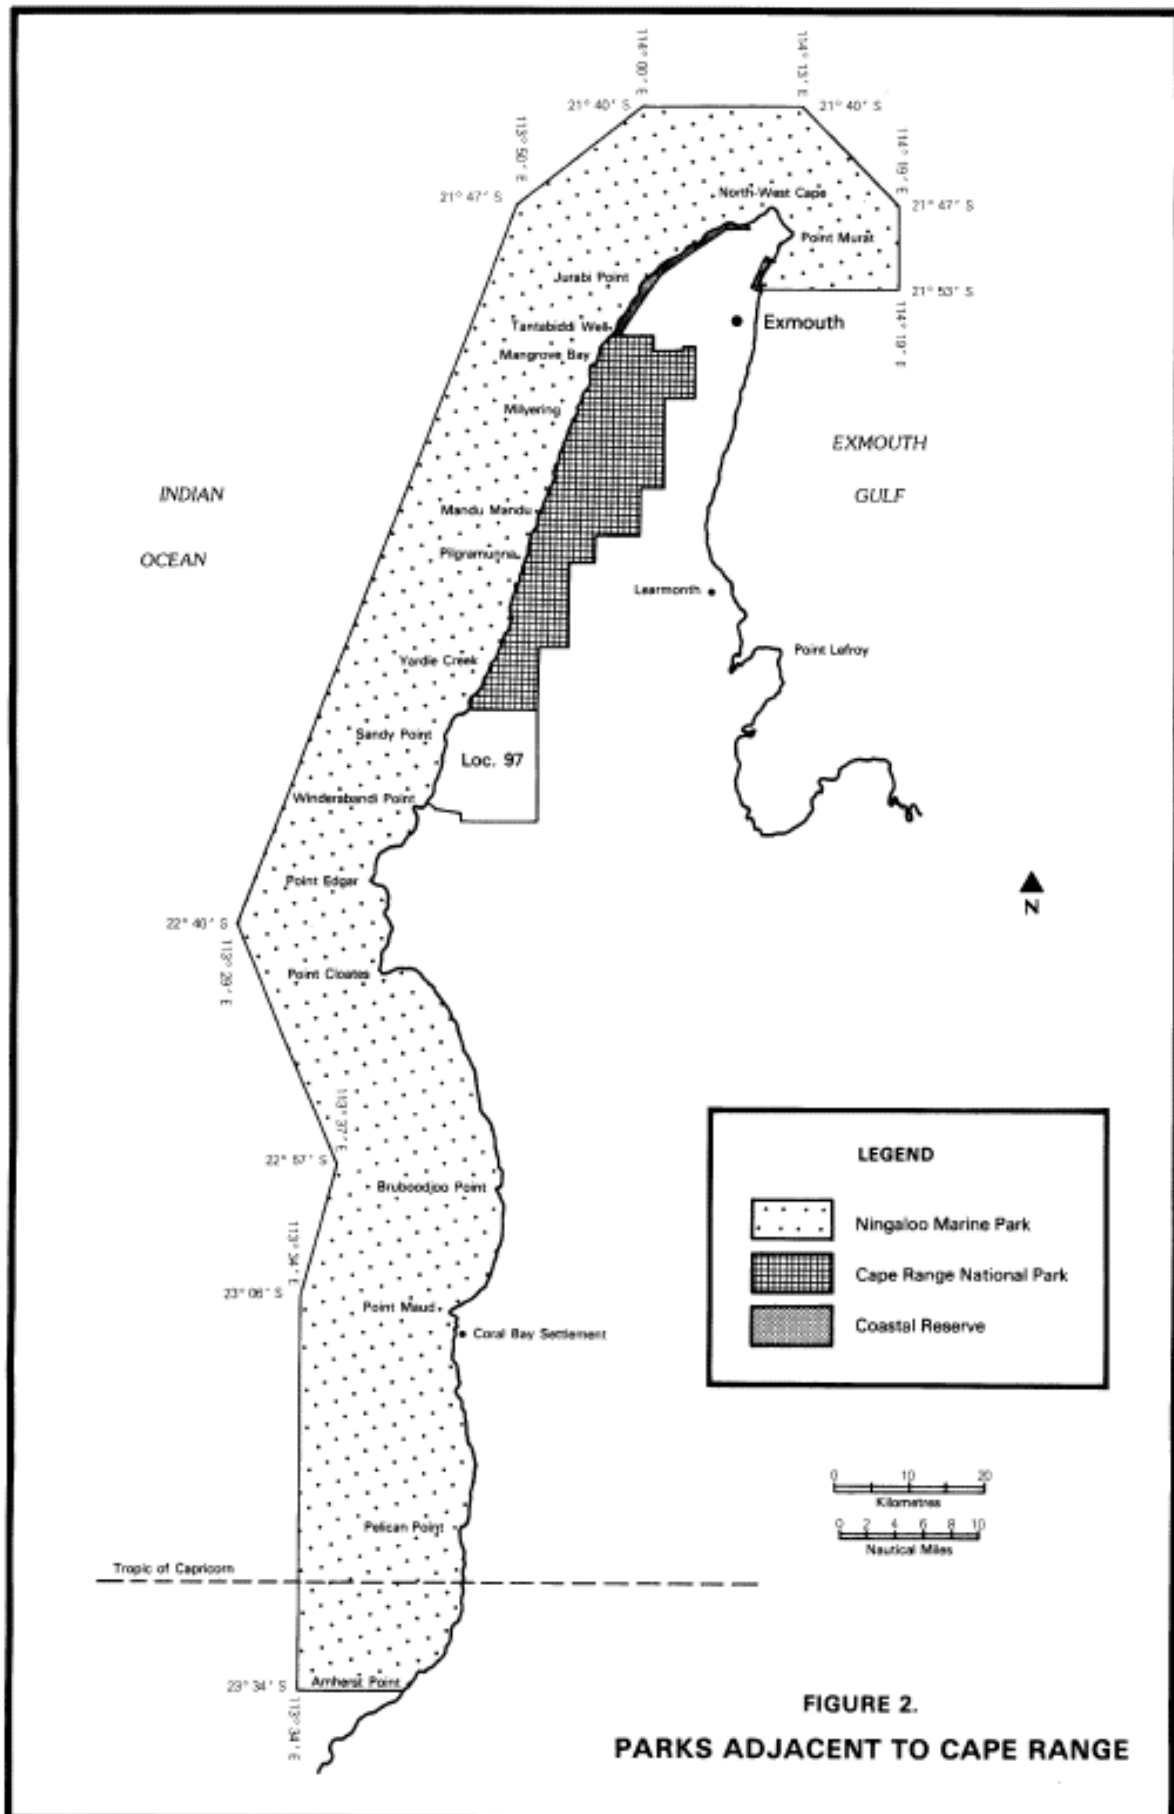 114° 00' E
114° 13' E
21° 40' S
21° 40' S
113° 50' E
114° 19' E
21° 47' S
North-West Cape
21° 47' S
Point Murat
Jurabi Point
21° 53' S
114° 19' E
Tantabiddi Well
Exmouth
Mangrove Bay
Milyering
EXMOUTH
GULF
INDIAN
OCEAN
Mandu Mandu
Pilgramunna
Learmonth
Point Lefroy
Yardie Creek
Sandy Point
Loc. 97
Winderabandi Point
Point Edgar
N
22° 40' S
113° 29' E
Point Cloates
113° 37' E
22° 57' S
Bruboodjoo Point
113° 34' E
23° 06' S
Point Maud
Coral Bay Settlement
LEGEND
Ningaloo Marine Park
Cape Range National Park
Coastal Reserve
0 10 20
Kilometres
0 2 4 6 8 10
Nautical Miles
Pelican Point
Tropic of Capricorn
Amherst Point
23° 34' S
113° 34' E
FIGURE 2.
PARKS ADJACENT TO CAPE RANGE